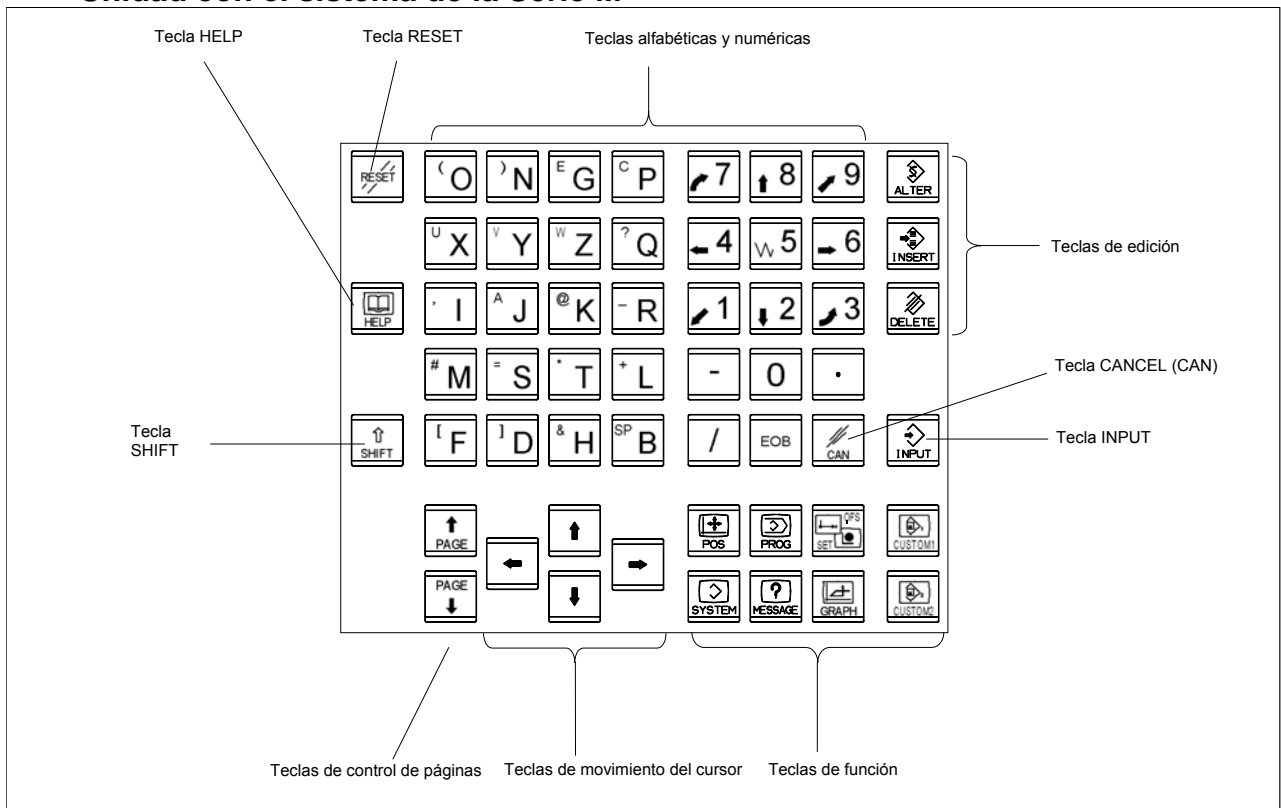 Unidad con el sistema de la Serie M
Tecla HELP
Tecla RESET
Teclas alfabéticas y numéricas
RESET ( O ) N E G C P 7 8 9 ALTER
U X V Y W Z ? Q 4 5 6 INSERT
Teclas de edición
HELP , I A J @ K – R 1 2 3 DELETE
# M = S * T + L - 0 .
Tecla CANCEL (CAN)
Tecla
SHIFT
SHIFT [ F ] D & H SP B / EOB CAN INPUT
Tecla INPUT
PAGE POS PROG OFS SET CUSTOM1
PAGE SYSTEM MESSAGE GRAPH CUSTOM2
Teclas de control de páginas
Teclas de movimiento del cursor
Teclas de función